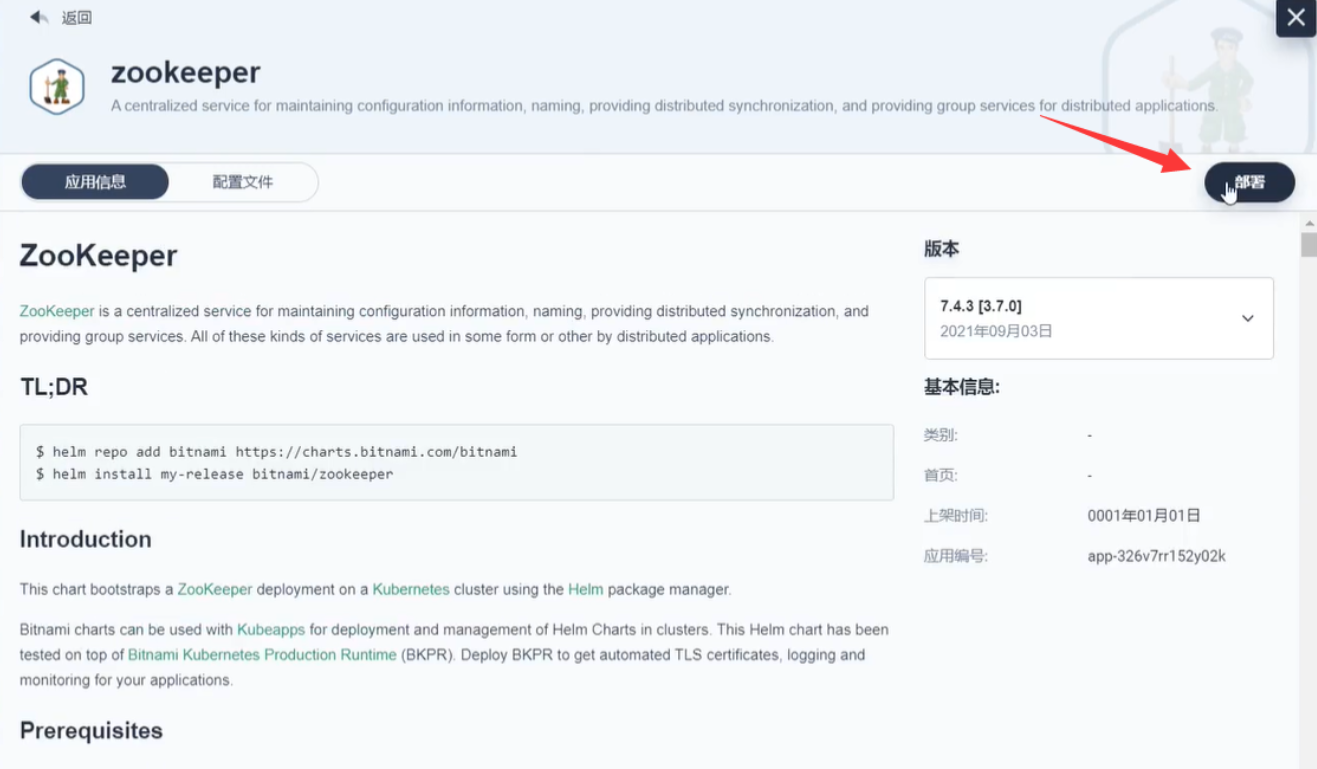 返回
zookeeper
A centralized service for maintaining configuration information, naming, providing distributed synchronization, and providing group services for distributed applications.
应用信息
配置文件
部署
ZooKeeper
ZooKeeper is a centralized service for maintaining configuration information, naming, providing distributed synchronization, and
providing group services. All of these kinds of services are used in some form or other by distributed applications.
TL;DR
$ helm repo add bitnami https://charts.bitnami.com/bitnami
$ helm install my-release bitnami/zookeeper
Introduction
This chart bootstraps a ZooKeeper deployment on a Kubernetes cluster using the Helm package manager.
Bitnami charts can be used with Kubeapps for deployment and management of Helm Charts in clusters. This Helm chart has been
tested on top of Bitnami Kubernetes Production Runtime (BKPR). Deploy BKPR to get automated TLS certificates, logging and
monitoring for your applications.
Prerequisites
版本
7.4.3 [3.7.0]
2021年09月03日
基本信息:
类别: -
首页: -
上架时间: 0001年01月01日
应用编号: app-326v7rr152y02k